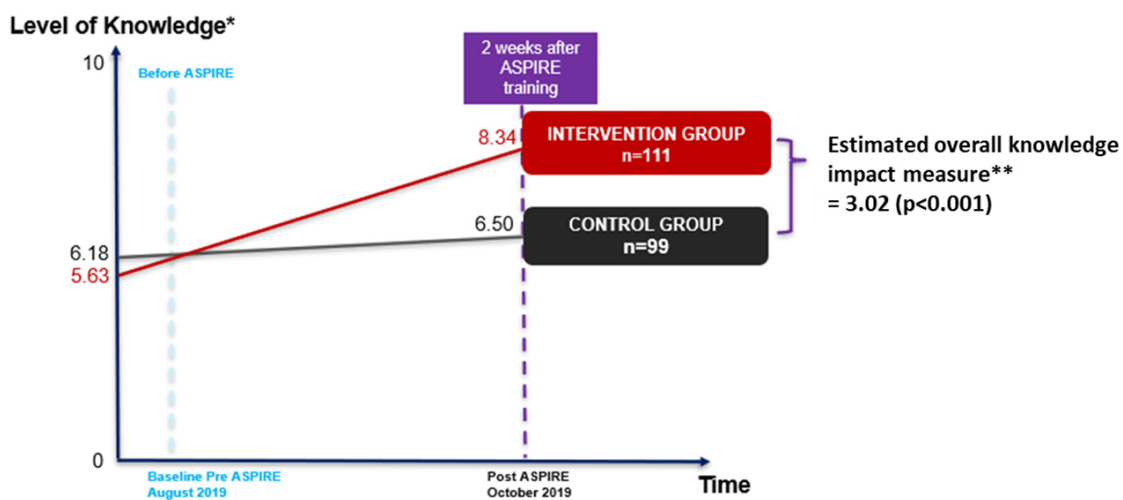 Level of Knowledge*
10
Before ASPIRE
2 weeks after
ASPIRE
training
8.34
INTERVENTION GROUP
n=111
Estimated overall knowledge
impact measure**
= 3.02 (p<0.001)
6.50
CONTROL GROUP
n=99
6.18
5.63
0
Baseline Pre ASPIRE
August 2019
Post ASPIRE
October 2019
Time